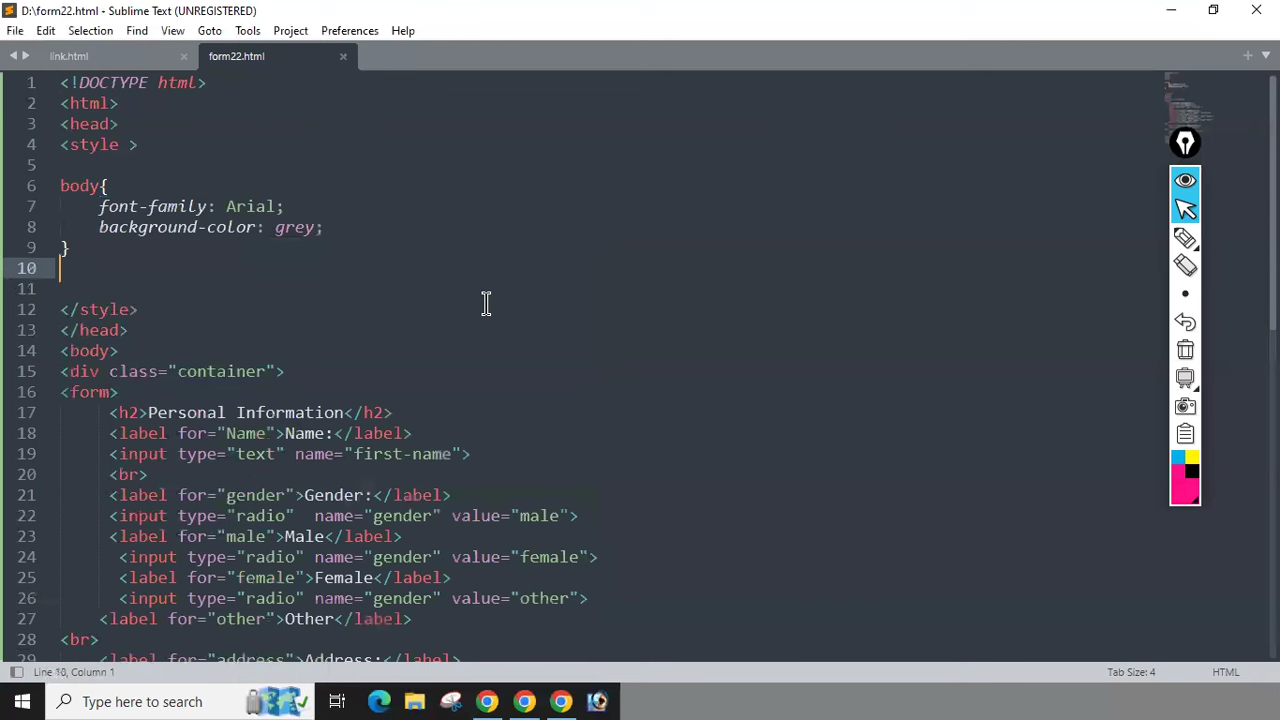 D:\form22.html - Sublime Text (UNREGISTERED)
File Edit Selection Find View Goto Tools Project Preferences Help
link.html form22.html
1 <!DOCTYPE html>
2 <html>
3 <head>
4 <style >
5
6 body{
7 font-family: Arial;
8 background-color: grey;
9 }
10
11
12 </style>
13 </head>
14 <body>
15 <div class="container">
16 <form>
17 <h2>Personal Information</h2>
18 <label for="Name">Name:</label>
19 <input type="text" name="first-name">
20 <br>
21 <label for="gender">Gender:</label>
22 <input type="radio"  name="gender" value="male">
23 <label for="male">Male</label>
24 <input type="radio" name="gender" value="female">
25 <label for="female">Female</label>
26 <input type="radio" name="gender" value="other">
27 <label for="other">Other</label>
28 <br>
29 <label for="address">Address:</label>
Line 10, Column 1 Tab Size: 4 HTML
Type here to search